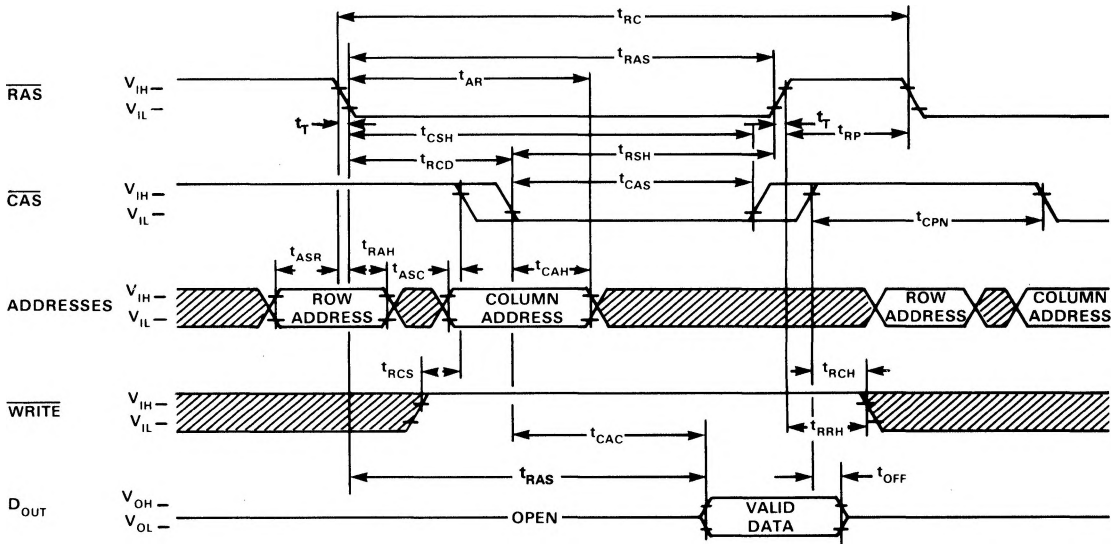 tRC
tRAS
tAR
RAS
VIH
VIL
tT
tCSH
tT
tRP
tRCD
tRSH
CAS
VIH
VIL
tCAS
tCPN
tASR
tRAH
tASC
tCAH
ADDRESSES
VIH
VIL
ROW
ADDRESS
COLUMN
ADDRESS
ROW
ADDRESS
COLUMN
ADDRESS
tRCS
tRCH
WRITE
VIH
VIL
tCAC
tRRH
tRAS
tOFF
DOUT
VOH
VOL
OPEN
VALID
DATA